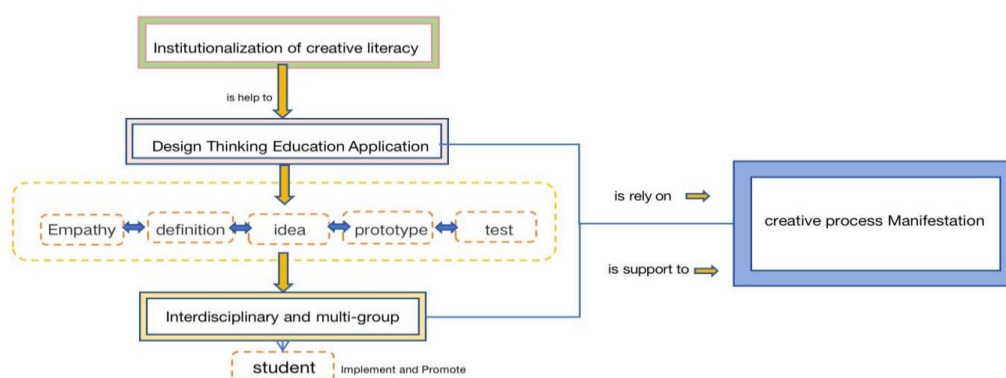 Institutionalization of creative literacy
is help to
Design Thinking Education Application
is rely on
Empathy
definition
idea
prototype
test
creative process Manifestation
is support to
Interdisciplinary and multi-group
student
Implement and Promote